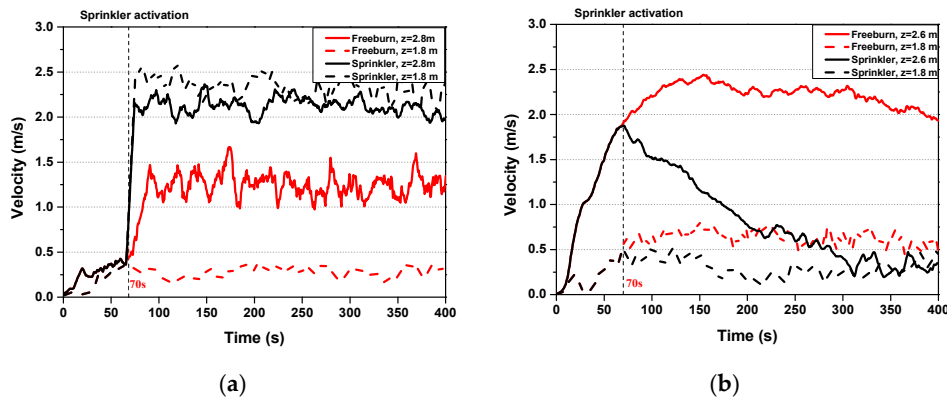 Sprinkler activation
Freeburn, z=2.8m
Freeburn, z=1.8 m
Sprinkler, z=2.8m
Sprinkler, z=1.8 m
3.0
2.5
2.0
1.5
1.0
0.5
0.0
Velocity (m/s)
70s
0 50 100 150 200 250 300 350 400
Time (s)
(a)
Sprinkler activation
Freeburn, z=2.6 m
Freeburn, z=1.8 m
Sprinkler, z=2.6 m
Sprinkler, z=1.8 m
3.0
2.5
2.0
1.5
1.0
0.5
0.0
Velocity (m/s)
70s
0 50 100 150 200 250 300 350 400
Time (s)
(b)